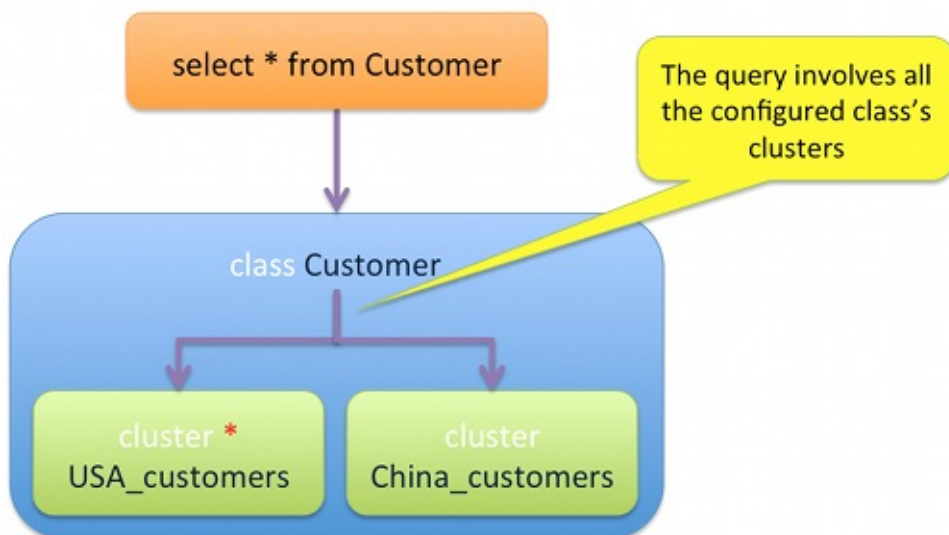 select * from Customer
The query involves all
the configured class's
clusters
class Customer
cluster *
USA_customers
cluster
China_customers